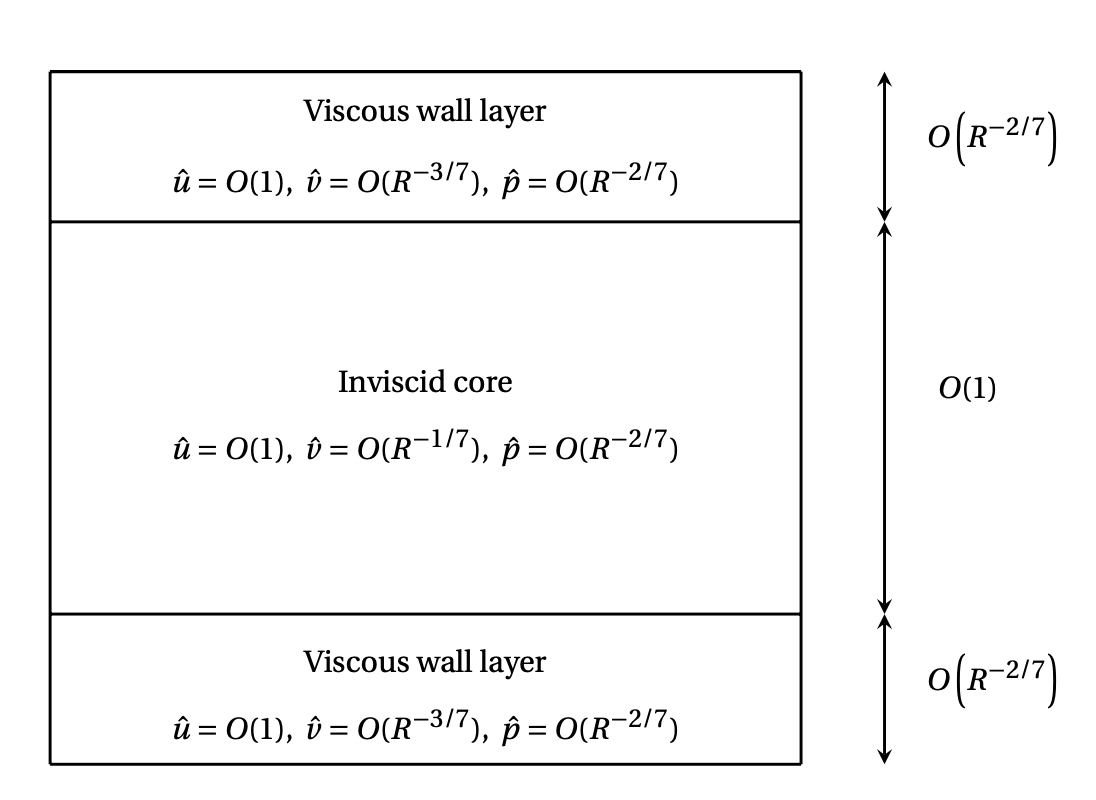 Viscous wall layer
û = O(1), v̂ = O(R^{-3/7}), p̂ = O(R^{-2/7})
O(R^{-2/7})
Inviscid core
û = O(1), v̂ = O(R^{-1/7}), p̂ = O(R^{-2/7})
O(1)
Viscous wall layer
û = O(1), v̂ = O(R^{-3/7}), p̂ = O(R^{-2/7})
O(R^{-2/7})